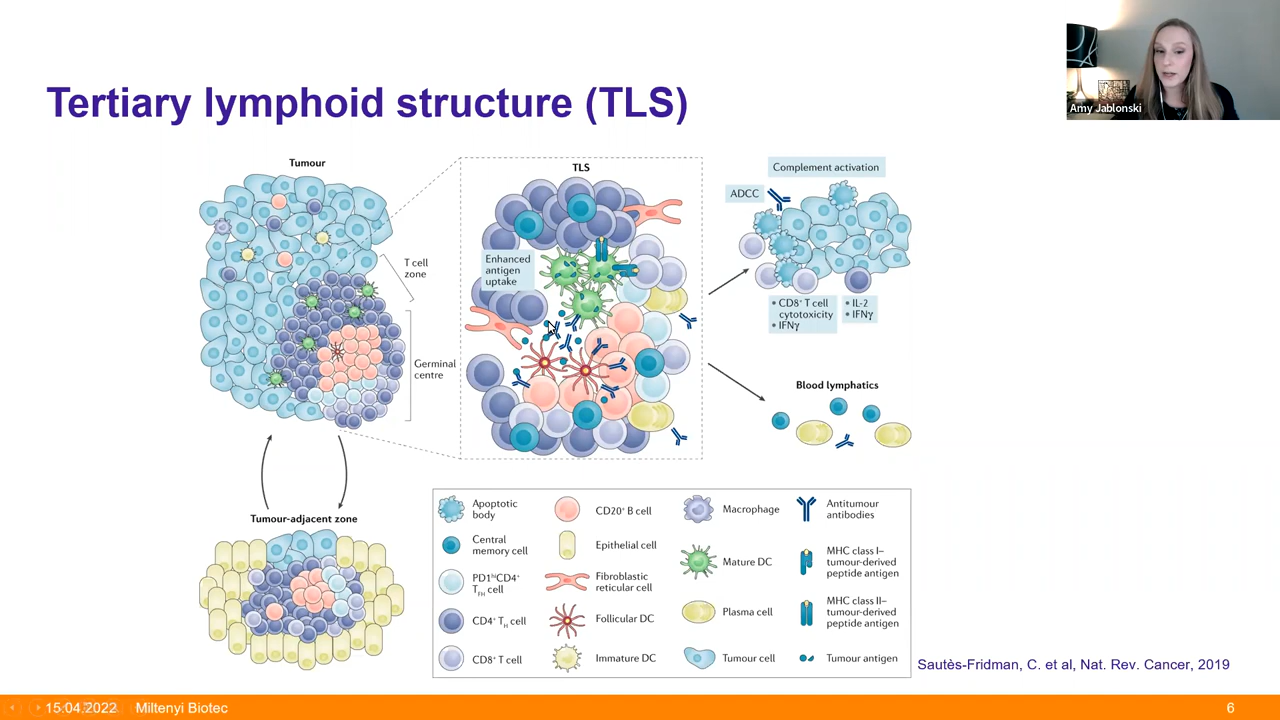 Amy Jablonski
Tertiary lymphoid structure (TLS)
Tumour
T cell
zone
Germinal
centre
TLS
Enhanced
antigen
uptake
Complement activation
ADCC
• CD8⁺ T cell
cytotoxicity
• IFNγ
• IL-2
• IFNγ
Blood lymphatics
Tumour-adjacent zone
Apoptotic
body
Central
memory cell
PD1ʰⁱCD4⁺
T_FH cell
CD4⁺ T_H cell
CD8⁺ T cell
CD20⁺ B cell
Epithelial cell
Fibroblastic
reticular cell
Follicular DC
Immature DC
Macrophage
Mature DC
Plasma cell
Tumour cell
Antitumour
antibodies
MHC class I–
tumour-derived
peptide antigen
MHC class II–
tumour-derived
peptide antigen
Tumour antigen
Sautès-Fridman, C. et al, Nat. Rev. Cancer, 2019
15.04.2022 Miltenyi Biotec 6